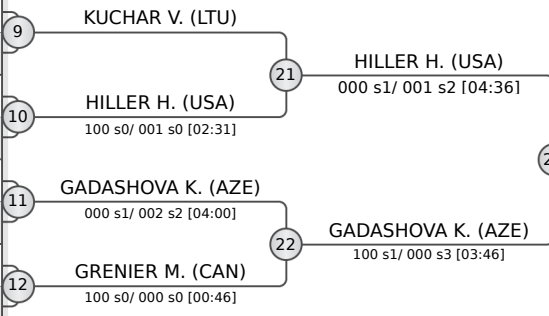 KUCHAR V. (LTU)
9
21
HILLER H. (USA)
000 s1/ 001 s2 [04:36]
HILLER H. (USA)
10
100 s0/ 001 s0 [02:31]
GADASHOVA K. (AZE)
11
000 s1/ 002 s2 [04:00]
22
GADASHOVA K. (AZE)
100 s1/ 000 s3 [03:46]
GRENIER M. (CAN)
12
100 s0/ 000 s0 [00:46]